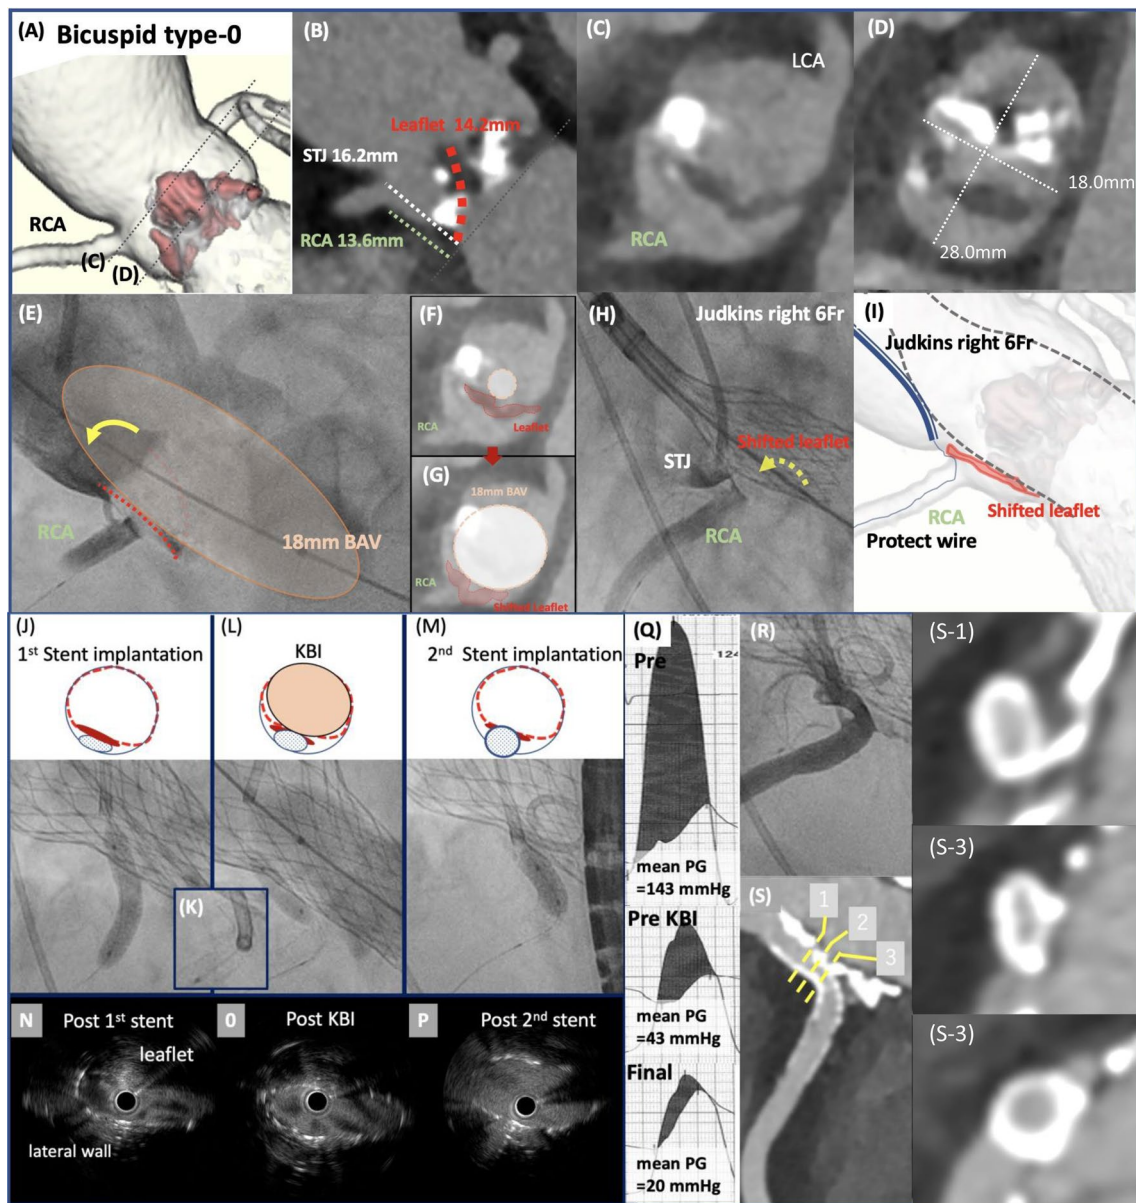 (A) Bicuspid type-0
RCA
(C)
(D)
(B)
Leaflet 14.2mm
STJ 16.2mm
RCA 13.6mm
(C)
LCA
RCA
(D)
18.0mm
28.0mm
(E)
RCA
18mm BAV
(F)
RCA
Leaflet
(G)
18mm BAV
RCA
Shifted Leaflet
(H)
Judkins right 6Fr
Shifted leaflet
STJ
RCA
(I)
Judkins right 6Fr
RCA
Shifted leaflet
Protect wire
(J)
1st Stent implantation
(K)
(L)
KBI
(M)
2nd Stent implantation
N
Post 1st stent
leaflet
lateral wall
0
Post KBI
P
Post 2nd stent
(Q)
Pre
124
mean PG
=143 mmHg
Pre KBI
mean PG
=43 mmHg
Final
mean PG
=20 mmHg
(R)
(S)
1
2
3
(S-1)
(S-3)
(S-3)